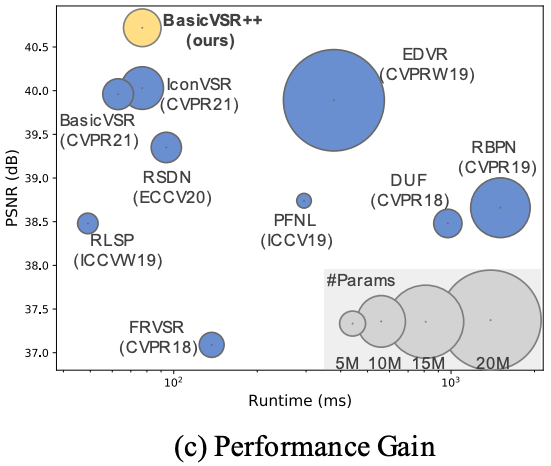 BasicVSR++
(ours)
EDVR
(CVPRW19)
IconVSR
(CVPR21)
BasicVSR
(CVPR21)
RSDN
(ECCV20)
RBPN
(CVPR19)
DUF
(CVPR18)
PFNL
(ICCV19)
RLSP
(ICCVW19)
FRVSR
(CVPR18)
#Params
5M 10M 15M 20M
PSNR (dB)
40.5
40.0
39.5
39.0
38.5
38.0
37.5
37.0
10²
10³
Runtime (ms)
(c) Performance Gain